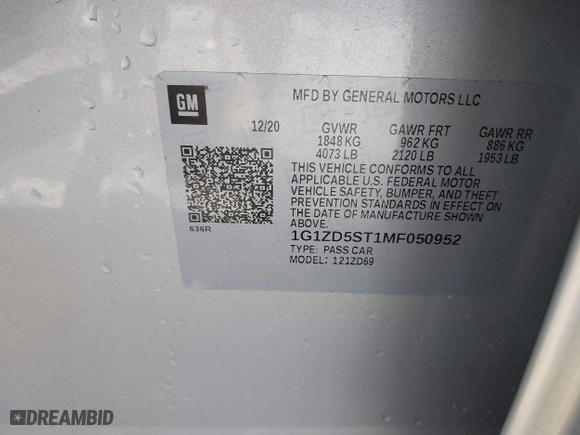 GM
MFD BY GENERAL MOTORS LLC
12/20 GVWR GAWR FRT GAWR RR
1848 KG 962 KG 886 KG
4073 LB 2120 LB 1953 LB
THIS VEHICLE CONFORMS TO ALL
APPLICABLE U.S. FEDERAL MOTOR
VEHICLE SAFETY, BUMPER, AND THEFT
PREVENTION STANDARDS IN EFFECT ON
THE DATE OF MANUFACTURE SHOWN
ABOVE.
636R
1G1ZD5ST1MF050952
TYPE: PASS CAR
MODEL: 121ZD69
DREAMBID